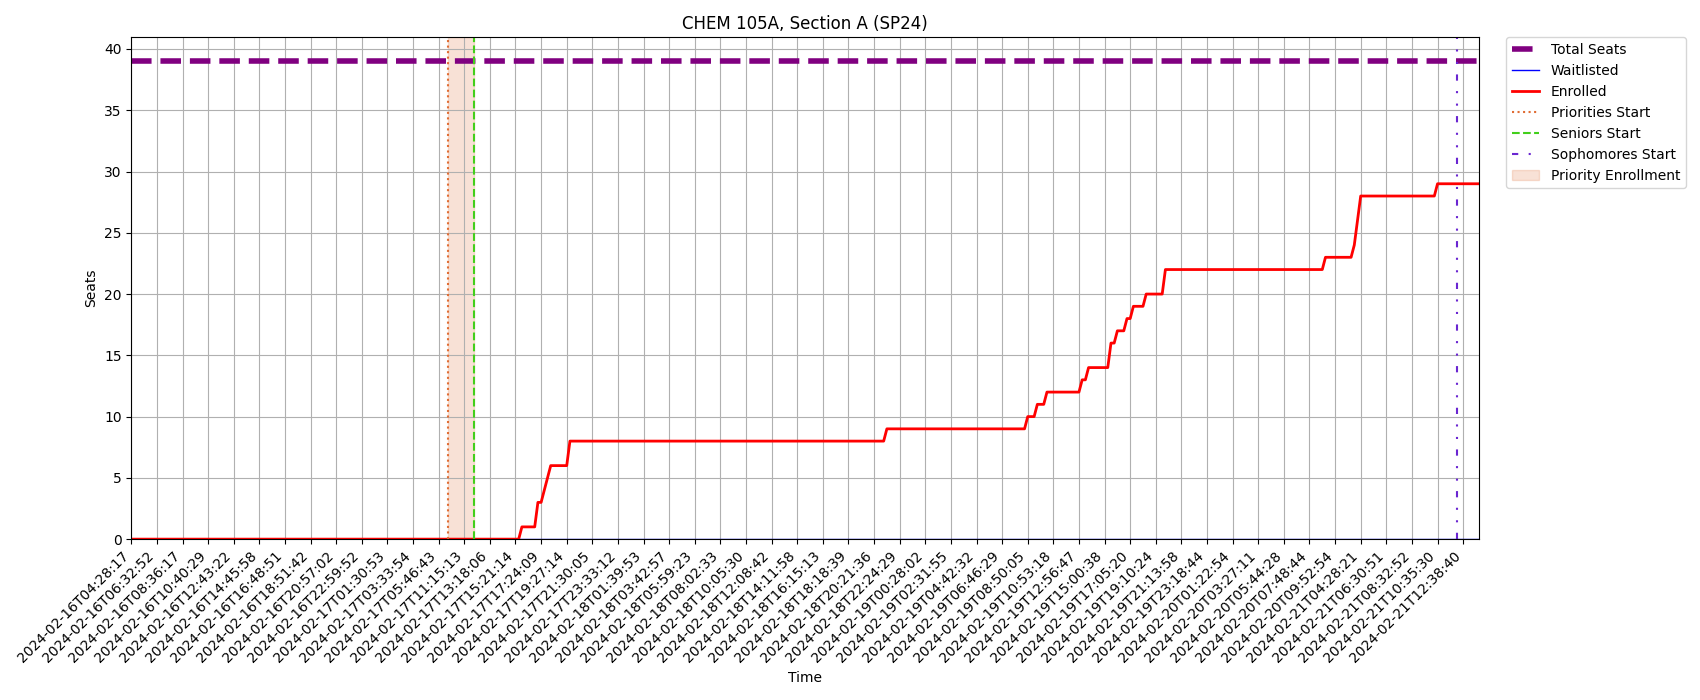 CHEM 105A, Section A (SP24)
40
35
30
25
20
15
10
5
0
Seats
2024-02-16T04:28:17
2024-02-16T06:32:52
2024-02-16T08:36:17
2024-02-16T10:40:29
2024-02-16T12:43:22
2024-02-16T14:45:58
2024-02-16T16:48:51
2024-02-16T18:51:42
2024-02-16T20:57:02
2024-02-16T22:59:52
2024-02-17T01:30:53
2024-02-17T03:33:54
2024-02-17T05:46:43
2024-02-17T11:15:13
2024-02-17T13:18:06
2024-02-17T15:21:14
2024-02-17T17:24:09
2024-02-17T19:27:14
2024-02-17T21:30:05
2024-02-17T23:33:12
2024-02-18T01:39:53
2024-02-18T03:42:57
2024-02-18T05:59:23
2024-02-18T08:02:33
2024-02-18T10:05:30
2024-02-18T12:08:42
2024-02-18T14:11:58
2024-02-18T16:15:13
2024-02-18T18:18:39
2024-02-18T20:21:36
2024-02-18T22:24:29
2024-02-19T00:28:02
2024-02-19T02:31:55
2024-02-19T04:42:32
2024-02-19T06:46:29
2024-02-19T08:50:05
2024-02-19T10:53:18
2024-02-19T12:56:47
2024-02-19T15:00:38
2024-02-19T17:05:20
2024-02-19T19:10:24
2024-02-19T21:13:58
2024-02-19T23:18:44
2024-02-20T01:22:54
2024-02-20T03:27:11
2024-02-20T05:44:28
2024-02-20T07:48:44
2024-02-20T09:52:54
2024-02-21T04:28:21
2024-02-21T06:30:51
2024-02-21T08:32:52
2024-02-21T10:35:30
2024-02-21T12:38:40
Time
Total Seats
Waitlisted
Enrolled
Priorities Start
Seniors Start
Sophomores Start
Priority Enrollment